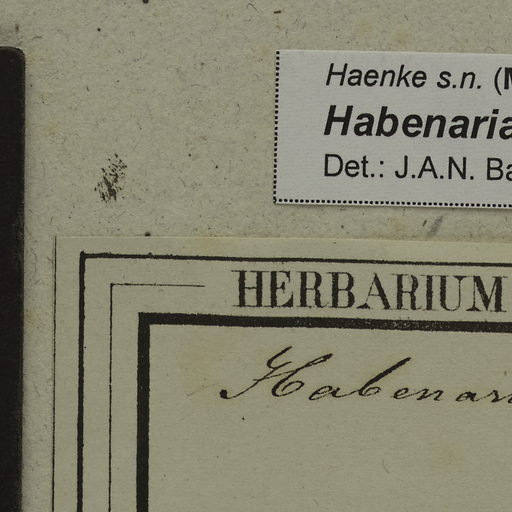 Haenke s.n. (M
Habenaria
Det.: J.A.N. Ba
HERBARIUM
Habenar